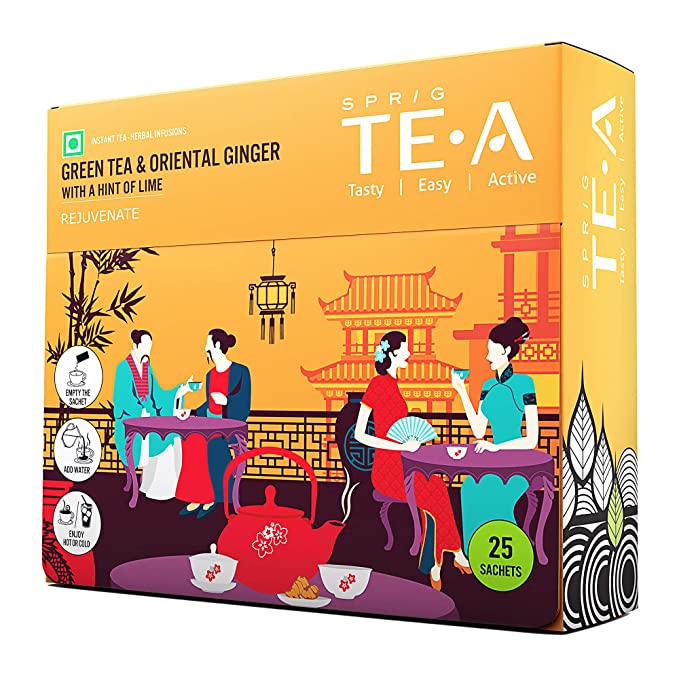 INSTANT TEA - HERBAL INFUSIONS
GREEN TEA & ORIENTAL GINGER
WITH A HINT OF LIME
REJUVENATE
SPRIG
TE·A
Tasty | Easy | Active
EMPTY THE
SACHET
ADD WATER
ENJOY
HOT OR COLD
25
SACHETS
SPRIG
TE·A
Tasty | Easy | Active